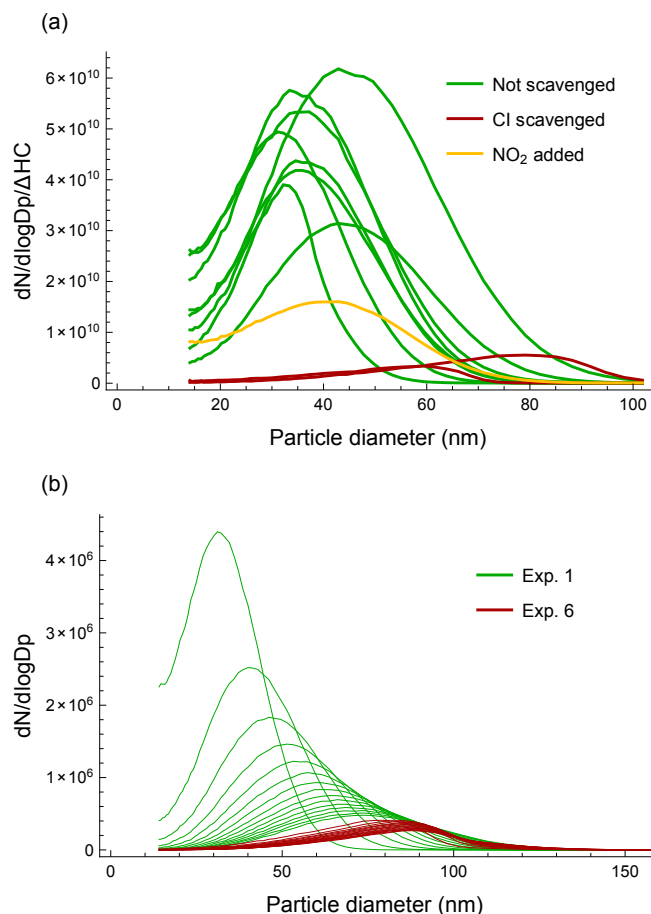 (a)
dN/dlogDp/ΔHC
6×10¹⁰
5×10¹⁰
4×10¹⁰
3×10¹⁰
2×10¹⁰
1×10¹⁰
0
Not scavenged
CI scavenged
NO₂ added
0 20 40 60 80 100
Particle diameter (nm)
(b)
dN/dlogDp
4×10⁶
3×10⁶
2×10⁶
1×10⁶
0
Exp. 1
Exp. 6
0 50 100 150
Particle diameter (nm)